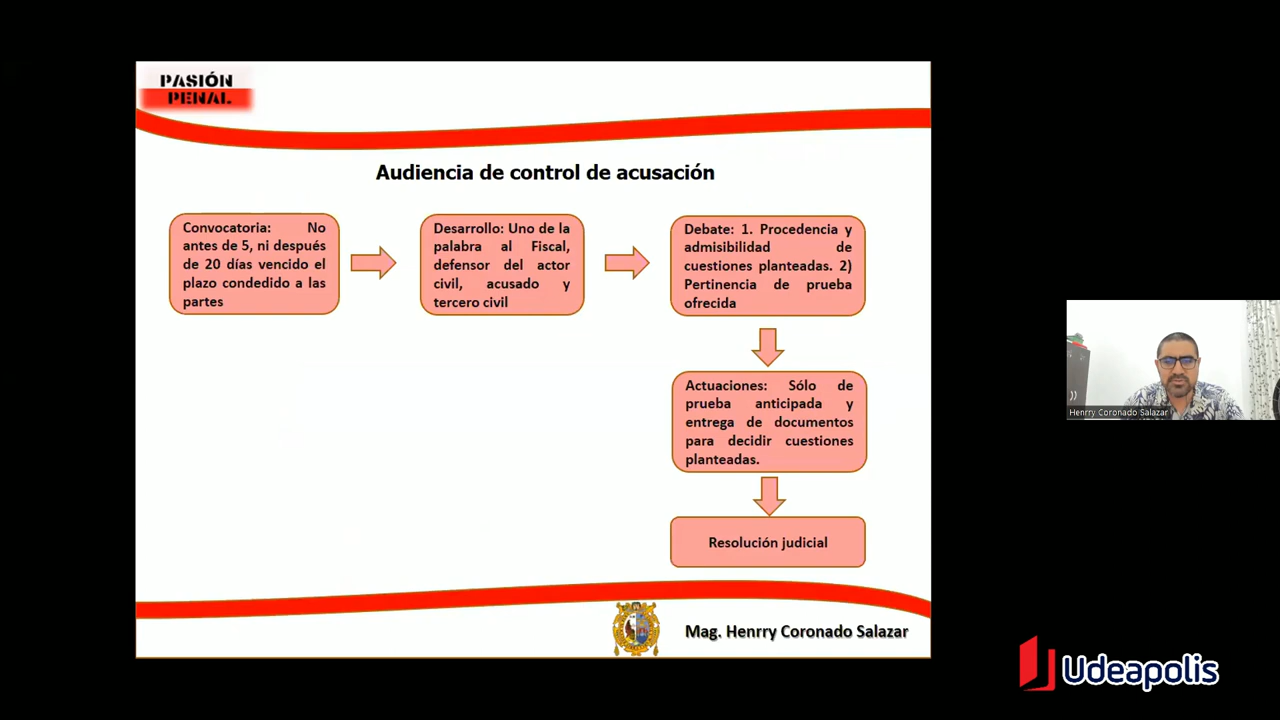 PASIÓN
PENAL
Audiencia de control de acusación
Convocatoria: No
antes de 5, ni después
de 20 días vencido el
plazo condedido a las
partes
Desarrollo: Uno de la
palabra al Fiscal,
defensor del actor
civil, acusado y
tercero civil
Debate: 1. Procedencia y
admisibilidad de
cuestiones planteadas. 2)
Pertinencia de prueba
ofrecida
Actuaciones: Sólo de
prueba anticipada y
entrega de documentos
para decidir cuestiones
planteadas.
Resolución judicial
Mag. Henrry Coronado Salazar
Henrry Coronado Salazar
Udeapolis